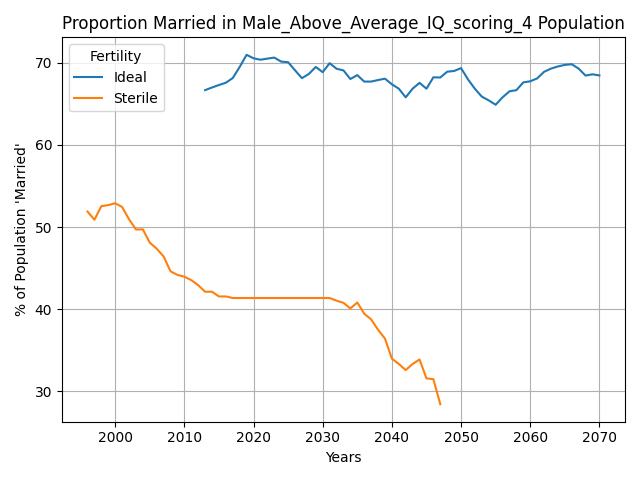 Proportion Married in Male_Above_Average_IQ_scoring_4 Population
Fertility
Ideal
Sterile
% of Population 'Married'
70
60
50
40
30
2000 2010 2020 2030 2040 2050 2060 2070
Years